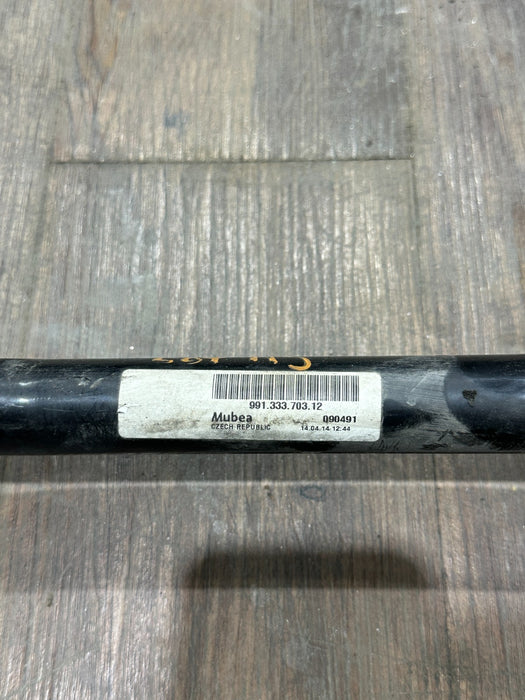 991.333.703.12
Mubea 090491
CZECH REPUBLIC 14.04.14 12:44